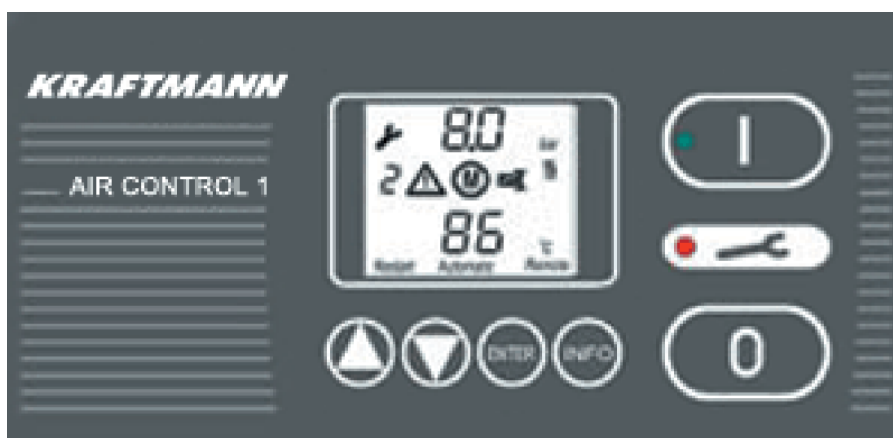 KRAFTMANN
AIR CONTROL 1
8.0
bar
2
86
°C
Restart Automatic Remote
ENTER
INFO
I
0